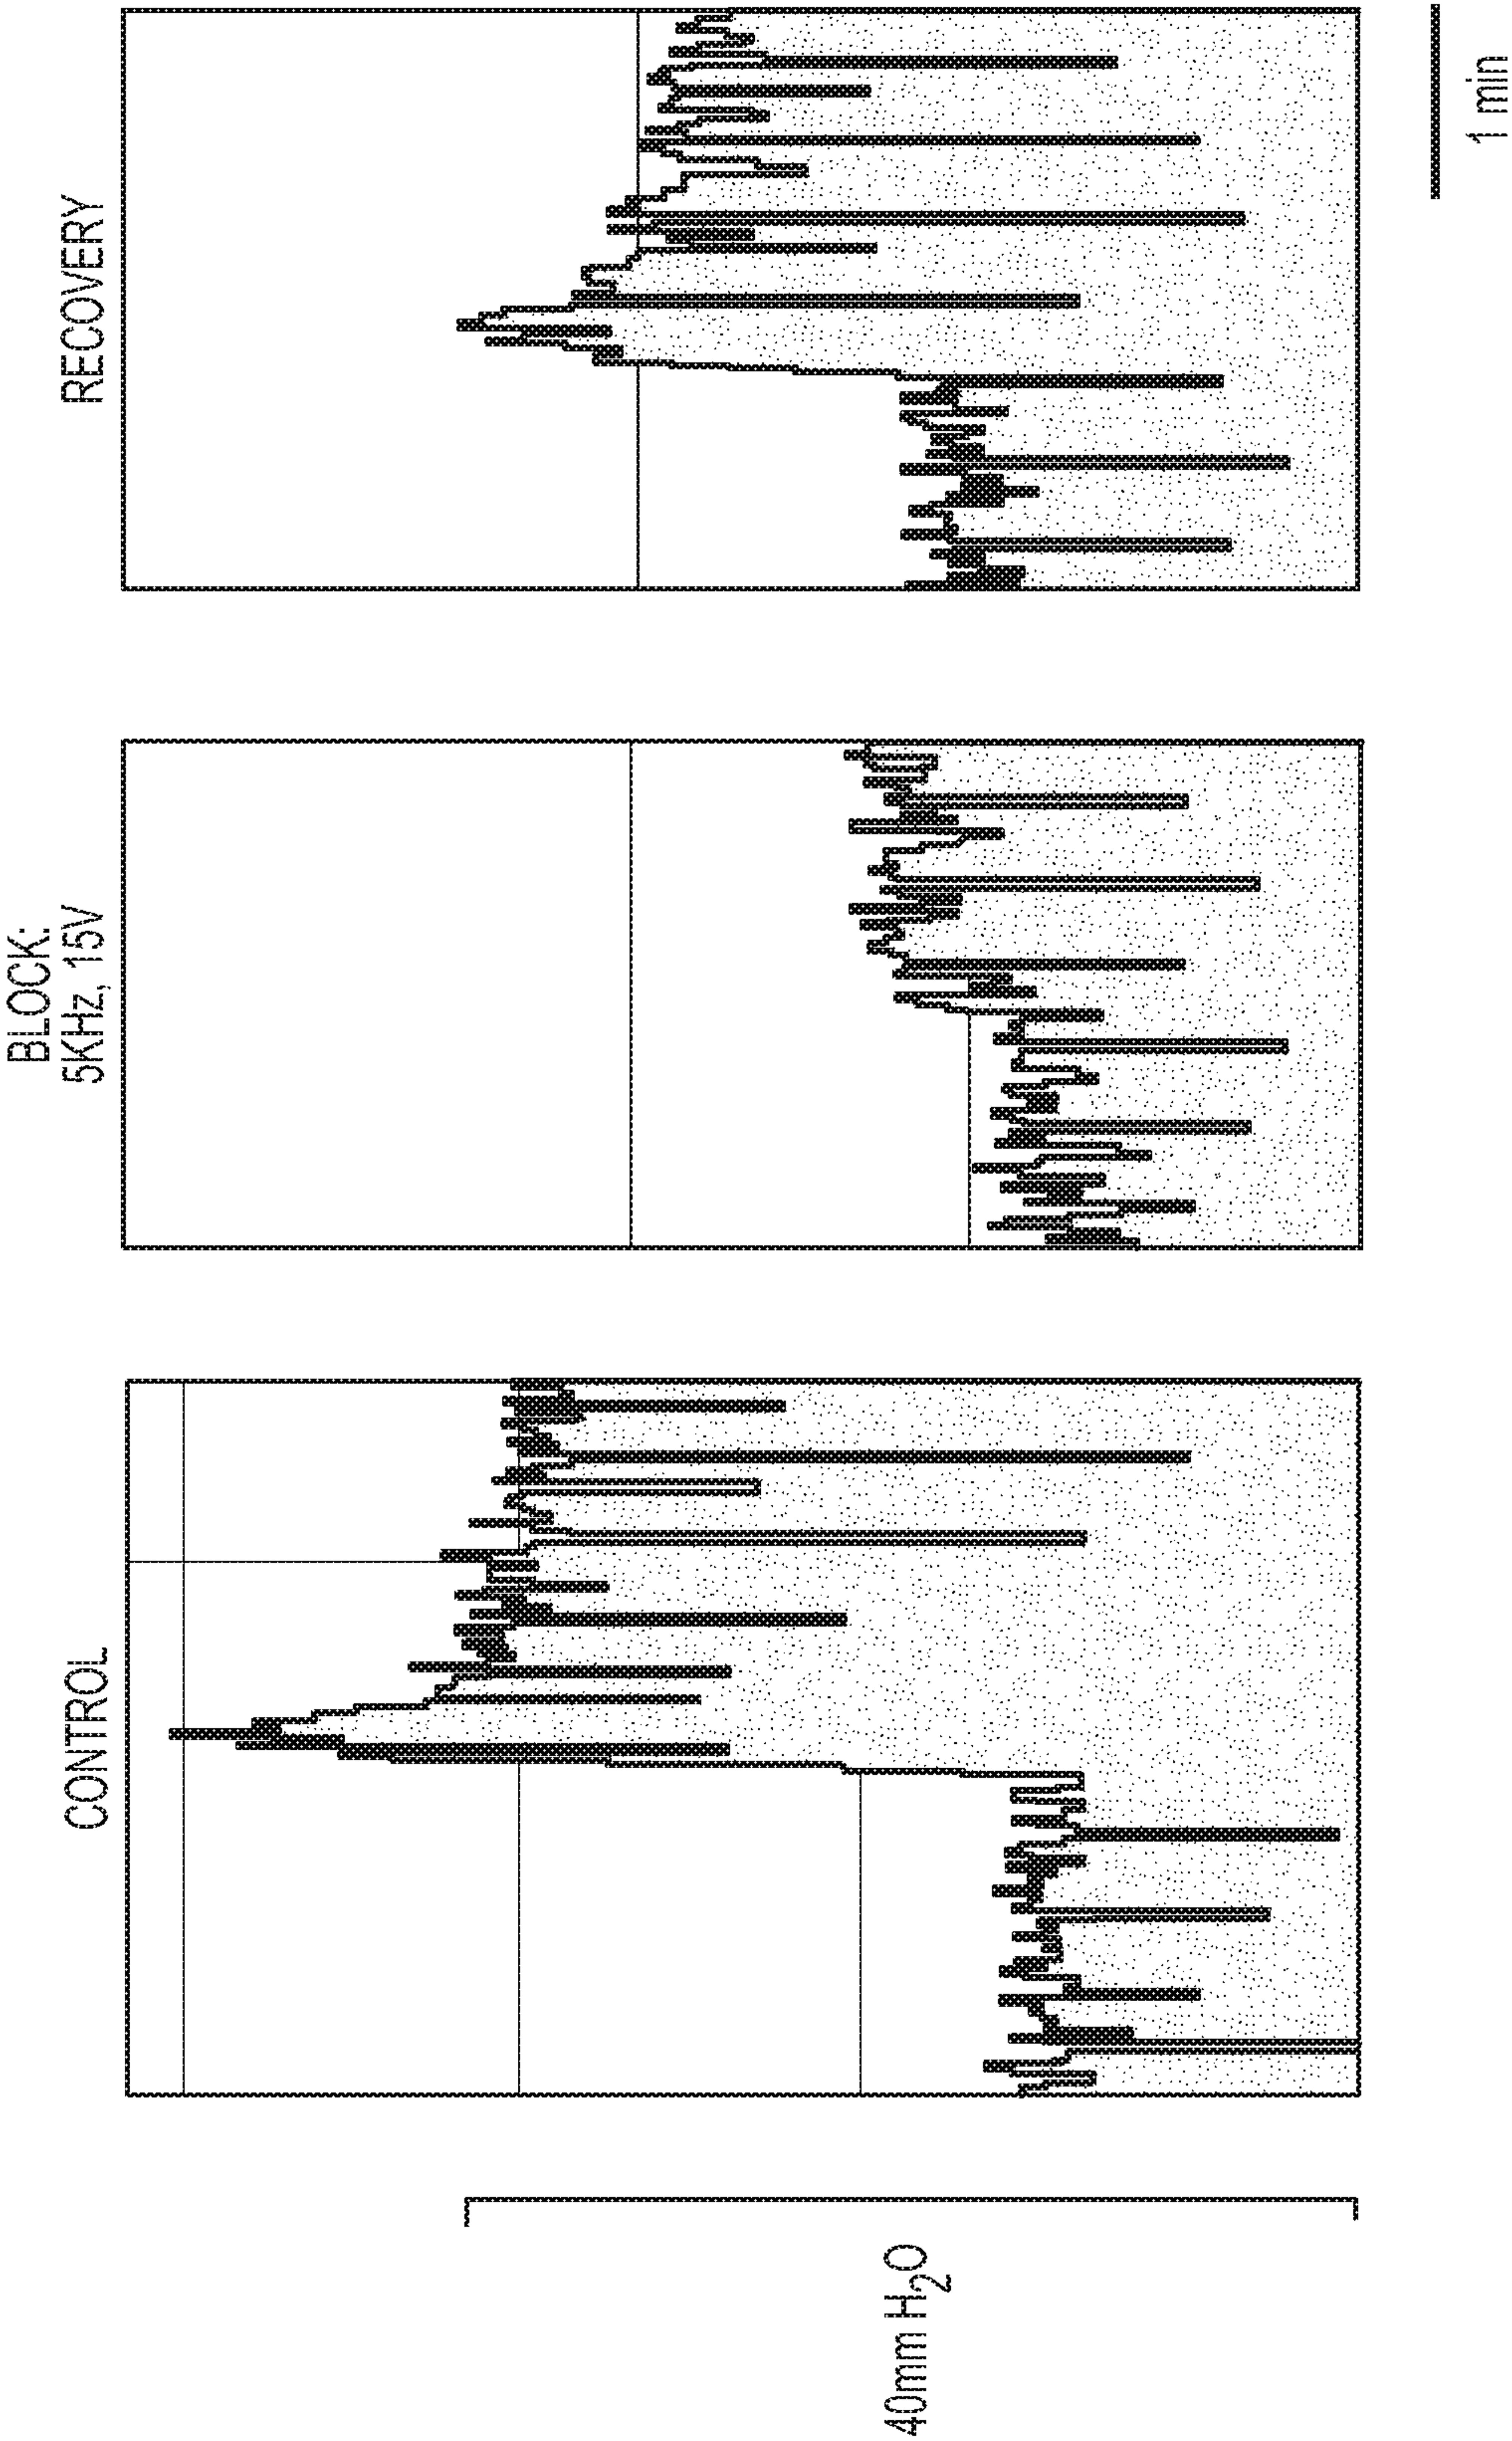 CONTROL
BLOCK:
5KHz, 15V
RECOVERY
40mm H2O
1 min